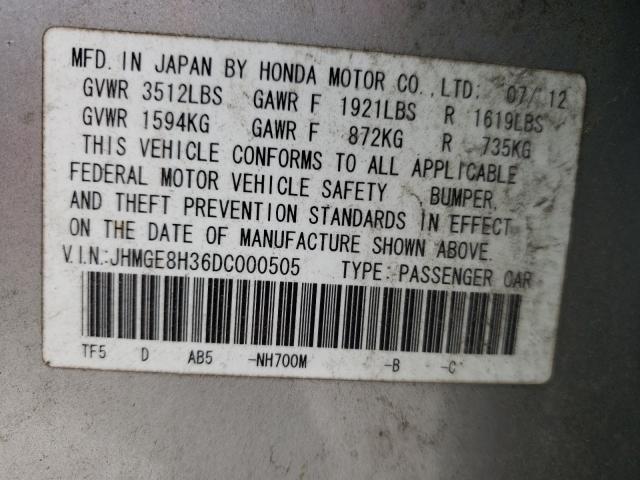 MFD. IN JAPAN BY HONDA MOTOR CO., LTD. 07/12
GVWR 3512LBS GAWR F 1921LBS R 1619LBS
GVWR 1594KG GAWR F 872KG R 735KG
THIS VEHICLE CONFORMS TO ALL APPLICABLE
FEDERAL MOTOR VEHICLE SAFETY , BUMPER,
AND THEFT PREVENTION STANDARDS IN EFFECT
ON THE DATE OF MANUFACTURE SHOWN ABOVE.
V.I.N.:JHMGE8H36DC000505 TYPE:PASSENGER CAR
TF5 D AB5 -NH700M -B -C